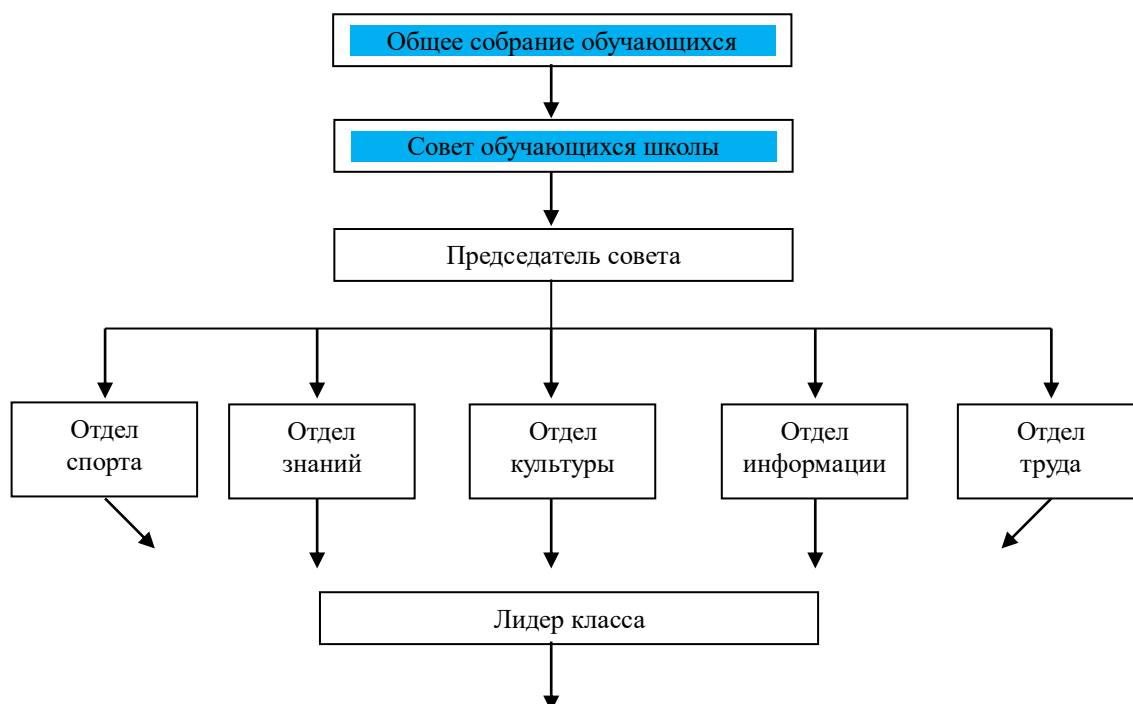 Общее собрание обучающихся
Совет обучающихся школы
Председатель совета
Отдел
спорта
Отдел
знаний
Отдел
культуры
Отдел
информации
Отдел
труда
Лидер класса